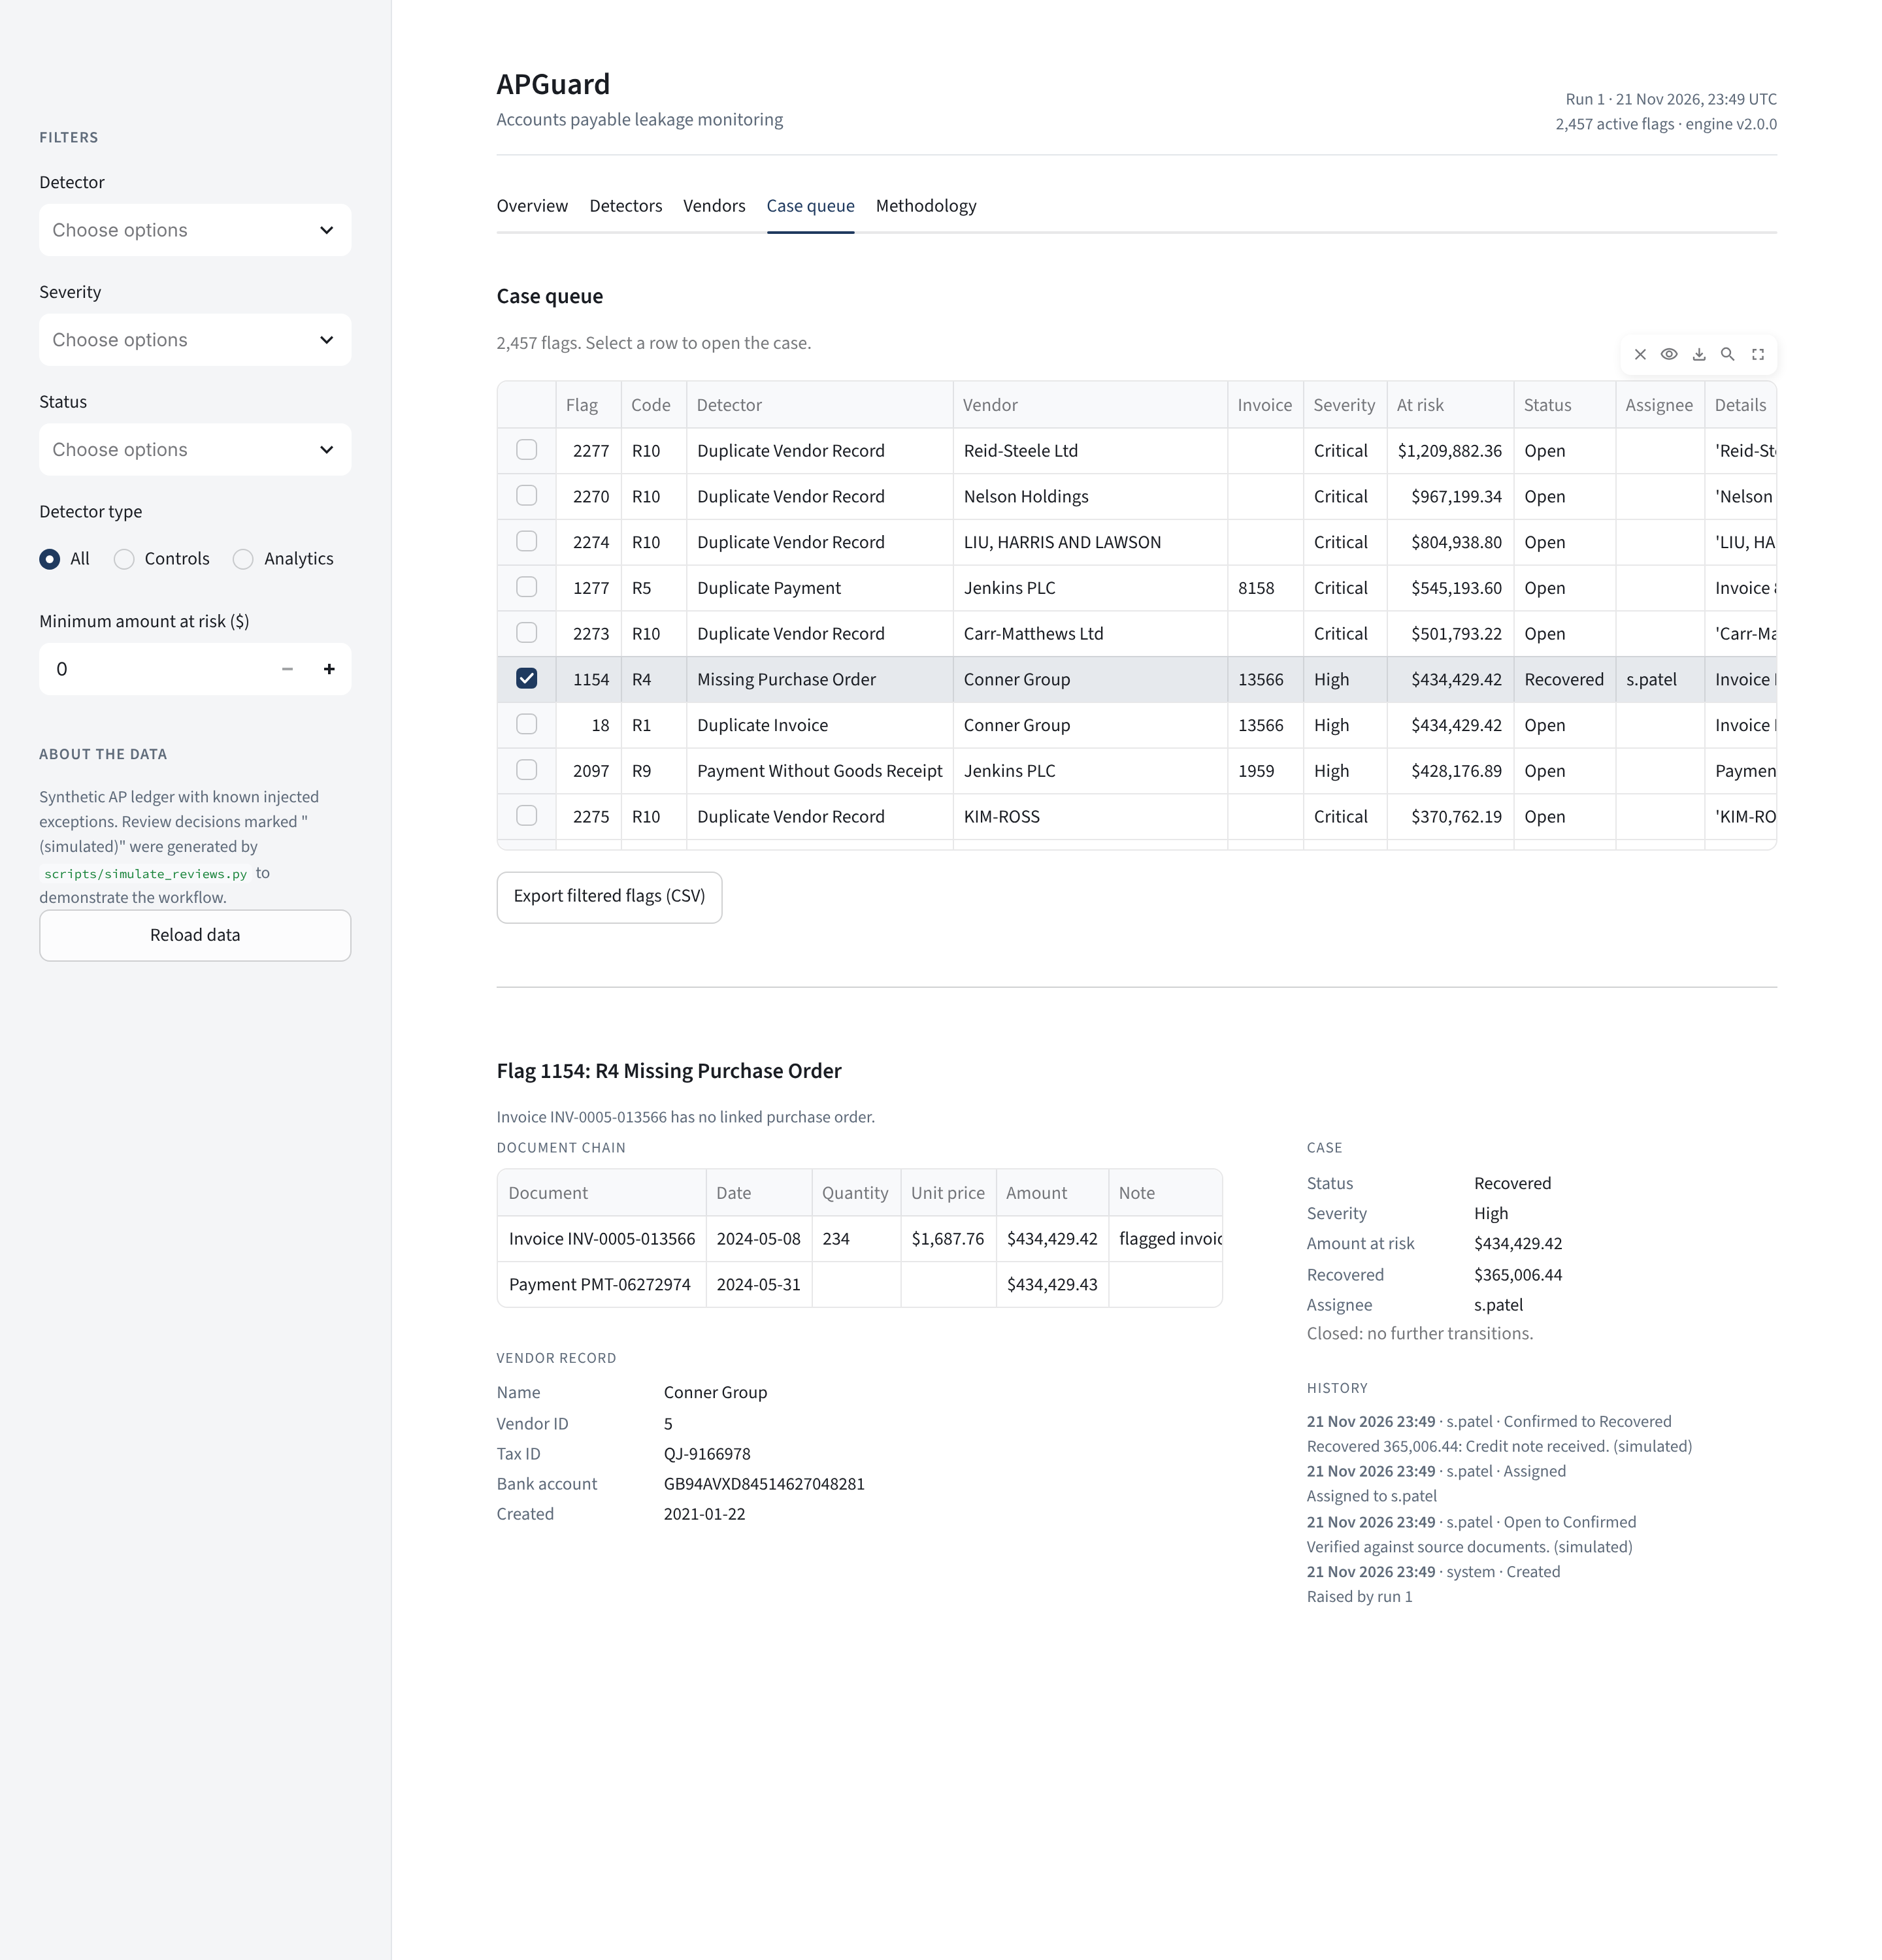 FILTERS
Detector
Choose options
Severity
Choose options
Status
Choose options
Detector type
All Controls Analytics
Minimum amount at risk ($)
0
ABOUT THE DATA
Synthetic AP ledger with known injected
exceptions. Review decisions marked "
(simulated)" were generated by
scripts/simulate_reviews.py to
demonstrate the workflow.
Reload data
APGuard
Accounts payable leakage monitoring
Run 1 · 21 Nov 2026, 23:49 UTC
2,457 active flags · engine v2.0.0
Overview Detectors Vendors Case queue Methodology
Case queue
2,457 flags. Select a row to open the case.
Flag Code Detector Vendor Invoice Severity At risk Status Assignee Details
2277 R10 Duplicate Vendor Record Reid-Steele Ltd Critical $1,209,882.36 Open 'Reid-St
2270 R10 Duplicate Vendor Record Nelson Holdings Critical $967,199.34 Open 'Nelson
2274 R10 Duplicate Vendor Record LIU, HARRIS AND LAWSON Critical $804,938.80 Open 'LIU, HA
1277 R5 Duplicate Payment Jenkins PLC 8158 Critical $545,193.60 Open Invoice
2273 R10 Duplicate Vendor Record Carr-Matthews Ltd Critical $501,793.22 Open 'Carr-Ma
1154 R4 Missing Purchase Order Conner Group 13566 High $434,429.42 Recovered s.patel Invoice
18 R1 Duplicate Invoice Conner Group 13566 High $434,429.42 Open Invoice
2097 R9 Payment Without Goods Receipt Jenkins PLC 1959 High $428,176.89 Open Paymen
2275 R10 Duplicate Vendor Record KIM-ROSS Critical $370,762.19 Open 'KIM-RO
Export filtered flags (CSV)
Flag 1154: R4 Missing Purchase Order
Invoice INV-0005-013566 has no linked purchase order.
DOCUMENT CHAIN
Document Date Quantity Unit price Amount Note
Invoice INV-0005-013566 2024-05-08 234 $1,687.76 $434,429.42 flagged invoic
Payment PMT-06272974 2024-05-31 $434,429.43
VENDOR RECORD
Name Conner Group
Vendor ID 5
Tax ID QJ-9166978
Bank account GB94AVXD84514627048281
Created 2021-01-22
CASE
Status Recovered
Severity High
Amount at risk $434,429.42
Recovered $365,006.44
Assignee s.patel
Closed: no further transitions.
HISTORY
21 Nov 2026 23:49 · s.patel · Confirmed to Recovered
Recovered 365,006.44: Credit note received. (simulated)
21 Nov 2026 23:49 · s.patel · Assigned
Assigned to s.patel
21 Nov 2026 23:49 · s.patel · Open to Confirmed
Verified against source documents. (simulated)
21 Nov 2026 23:49 · system · Created
Raised by run 1